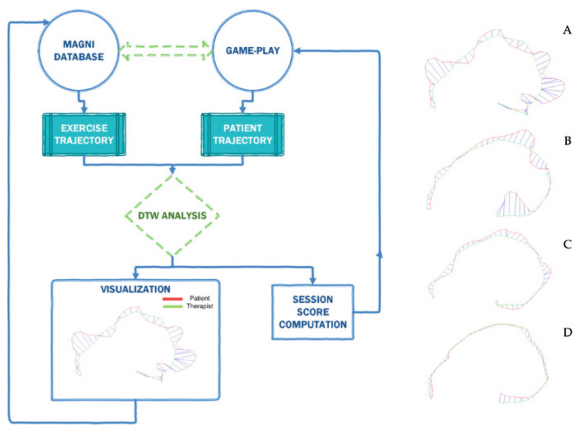 MAGNI
DATABASE
GAME-PLAY
EXERCISE
TRAJECTORY
PATIENT
TRAJECTORY
DTW ANALYSIS
VISUALIZATION
Patient
Therapist
SESSION
SCORE
COMPUTATION
A
B
C
D